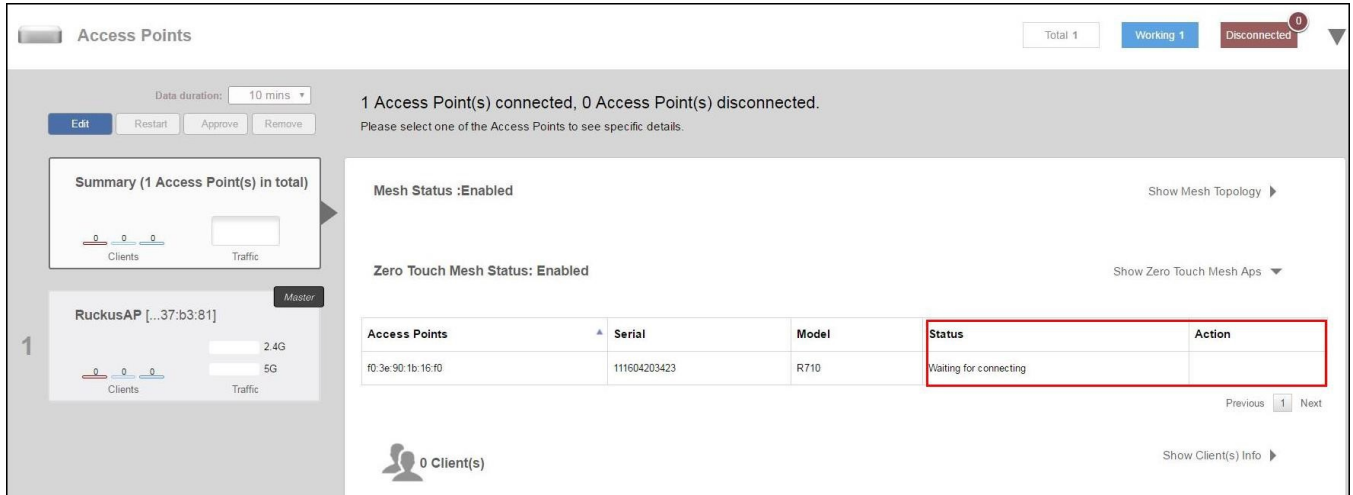 Access Points
Total 1
Working 1
Disconnected
0
Data duration: 10 mins
Edit Restart Approve Remove
1 Access Point(s) connected, 0 Access Point(s) disconnected.
Please select one of the Access Points to see specific details.
Summary (1 Access Point(s) in total)
0 0 0
Clients Traffic
Master
1
RuckusAP [...37:b3:81]
2.4G
5G
0 0 0
Clients Traffic
Mesh Status :Enabled
Show Mesh Topology
Zero Touch Mesh Status: Enabled
Show Zero Touch Mesh Aps
Access Points Serial Model Status Action
f0:3e:90:1b:16:f0 111604203423 R710 Waiting for connecting
Previous 1 Next
0 Client(s)
Show Client(s) Info